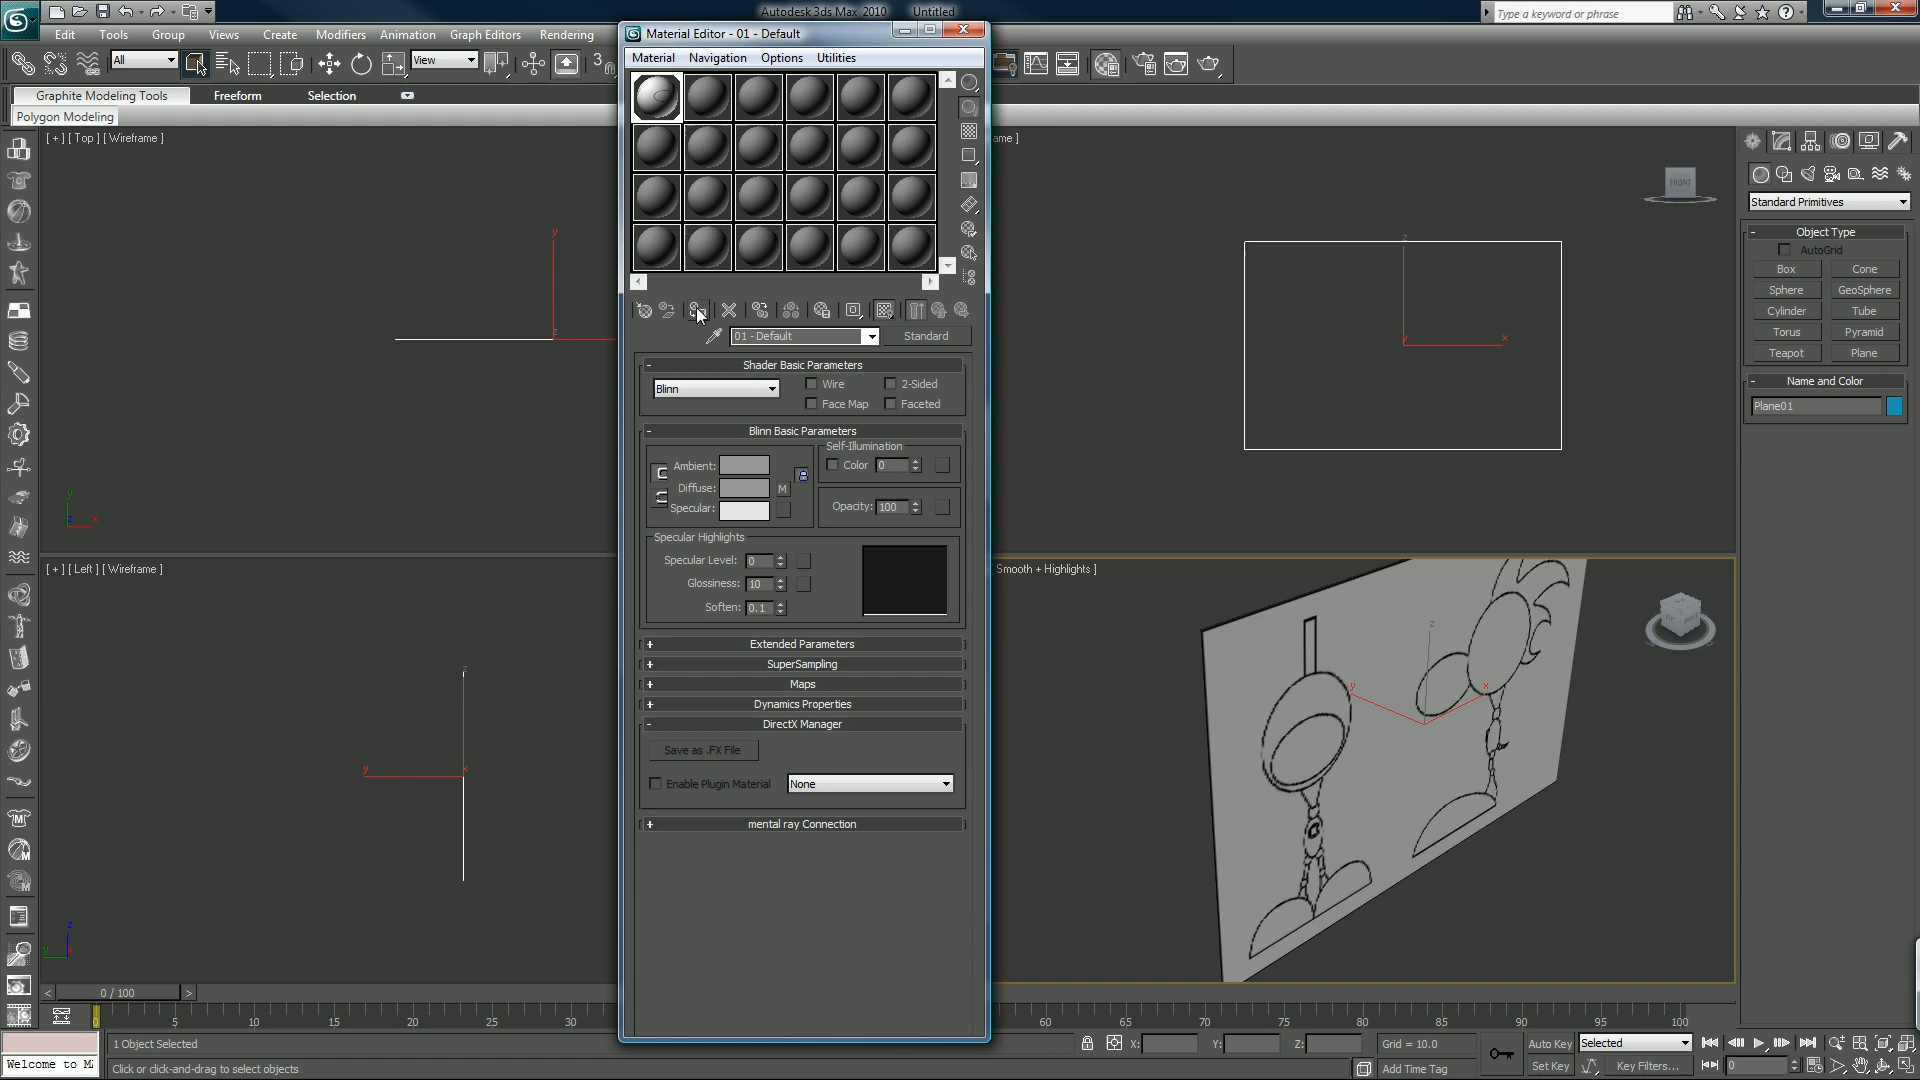 Autodesk 3ds Max 2010 Untitled
Type a keyword or phrase
Edit Tools Group Views Create Modifiers Animation Graph Editors Rendering
All
View
3
Graphite Modeling Tools Freeform Selection
Polygon Modeling
Material Editor - 01 - Default
Material Navigation Options Utilities
01 - Default Standard
- Shader Basic Parameters
Blinn
Wire 2-Sided
Face Map Faceted
- Blinn Basic Parameters
Self-Illumination
Ambient:
Color 0
Diffuse: M
Specular:
Opacity: 100
Specular Highlights
Specular Level: 0
Glossiness: 10
Soften: 0.1
+ Extended Parameters
+ SuperSampling
+ Maps
+ Dynamics Properties
- DirectX Manager
Save as .FX File
Enable Plugin Material None
+ mental ray Connection
[ + ] [ Top ] [ Wireframe ]
y
z
y
z x
ame ]
FRONT
z
y x
[ + ] [ Left ] [ Wireframe ]
z
y x
z
y x
Smooth + Highlights ]
z
y x
Standard Primitives
- Object Type
AutoGrid
Box Cone
Sphere GeoSphere
Cylinder Tube
Torus Pyramid
Teapot Plane
- Name and Color
Plane01
< 0 / 100 >
0 5 10 15 20 25 30 60 65 70 75 80 85 90 95 100
1 Object Selected
X: Y: Z: Grid = 10.0
Auto Key Selected
Welcome to M
Click or click-and-drag to select objects
Add Time Tag
Set Key Key Filters... 0